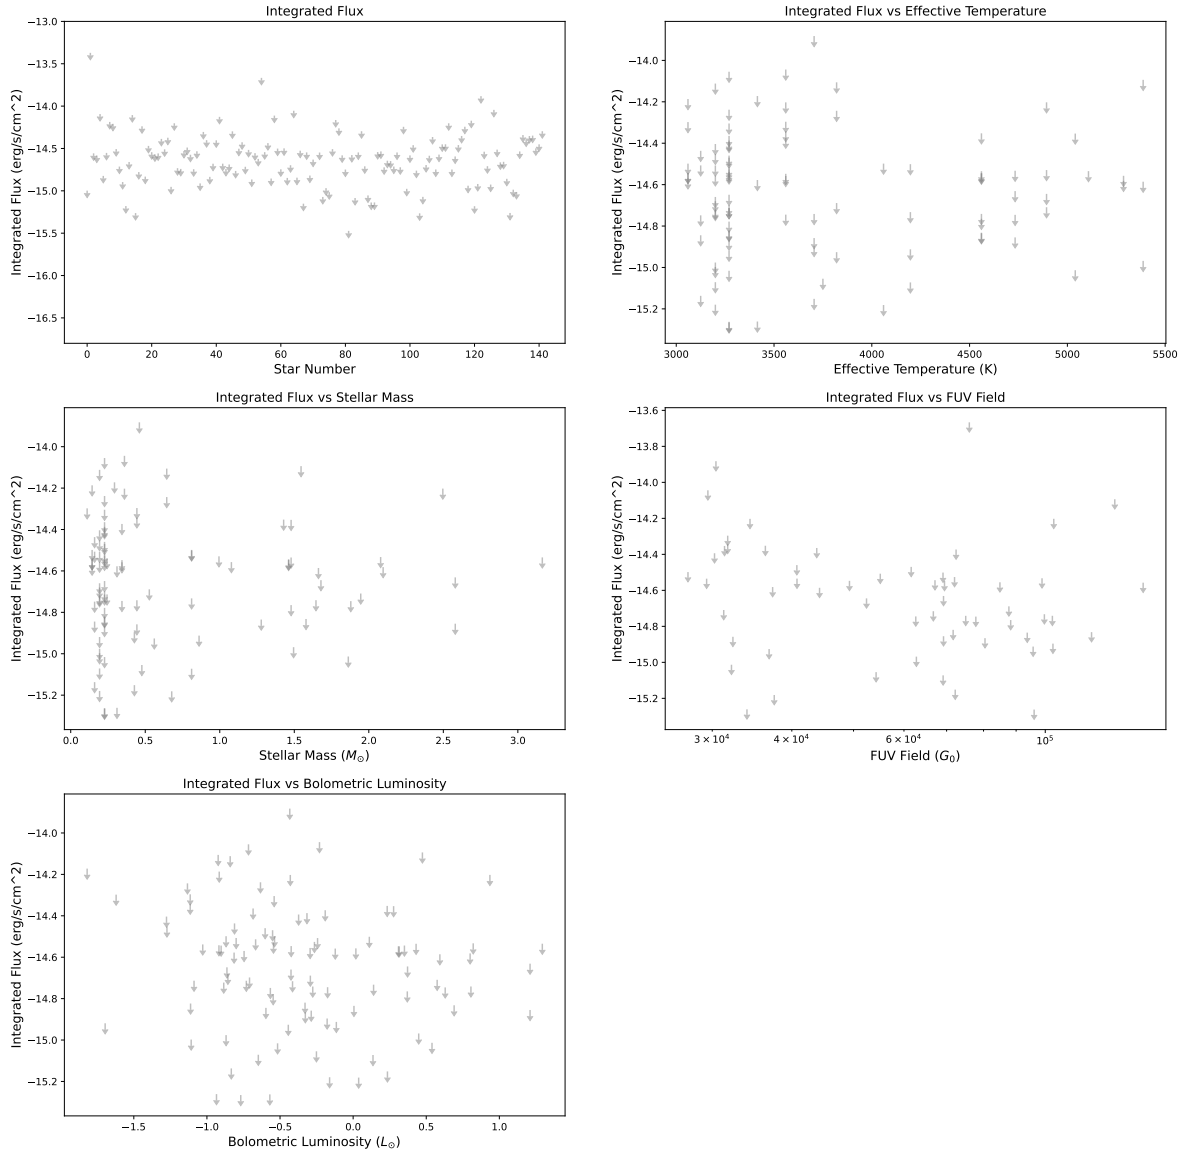 Integrated Flux
Integrated Flux (erg/s/cm^2)
−13.0
−13.5
−14.0
−14.5
−15.0
−15.5
−16.0
−16.5
0 20 40 60 80 100 120 140
Star Number
Integrated Flux vs Effective Temperature
Integrated Flux (erg/s/cm^2)
−14.0
−14.2
−14.4
−14.6
−14.8
−15.0
−15.2
3000 3500 4000 4500 5000 5500
Effective Temperature (K)
Integrated Flux vs Stellar Mass
Integrated Flux (erg/s/cm^2)
−14.0
−14.2
−14.4
−14.6
−14.8
−15.0
−15.2
0.0 0.5 1.0 1.5 2.0 2.5 3.0
Stellar Mass (M⊙)
Integrated Flux vs FUV Field
Integrated Flux (erg/s/cm^2)
−13.6
−13.8
−14.0
−14.2
−14.4
−14.6
−14.8
−15.0
−15.2
3 × 10⁴ 4 × 10⁴ 6 × 10⁴ 10⁵
FUV Field (G₀)
Integrated Flux vs Bolometric Luminosity
Integrated Flux (erg/s/cm^2)
−14.0
−14.2
−14.4
−14.6
−14.8
−15.0
−15.2
−1.5 −1.0 −0.5 0.0 0.5 1.0
Bolometric Luminosity (L⊙)